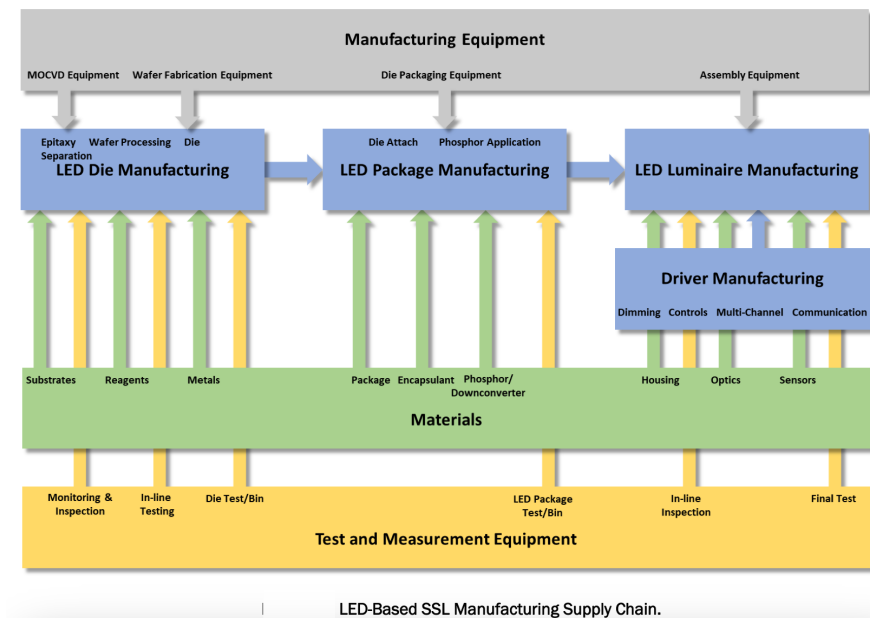 Manufacturing Equipment
MOCVD Equipment
Wafer Fabrication Equipment
Die Packaging Equipment
Assembly Equipment
Epitaxy Wafer Processing Die
Separation
LED Die Manufacturing
Die Attach Phosphor Application
LED Package Manufacturing
LED Luminaire Manufacturing
Driver Manufacturing
Dimming Controls Multi-Channel Communication
Substrates
Reagents
Metals
Package
Encapsulant
Phosphor/
Downconverter
Housing
Optics
Sensors
Materials
Monitoring &
Inspection
In-line
Testing
Die Test/Bin
LED Package
Test/Bin
In-line
Inspection
Final Test
Test and Measurement Equipment
LED-Based SSL Manufacturing Supply Chain.